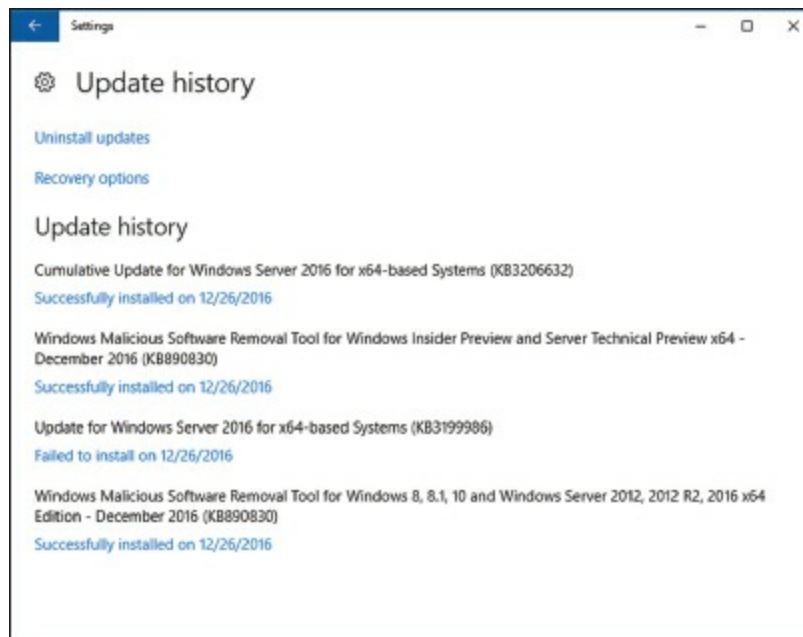 Settings
Update history
Uninstall updates
Recovery options
Update history
Cumulative Update for Windows Server 2016 for x64-based Systems (KB3206632)
Successfully installed on 12/26/2016
Windows Malicious Software Removal Tool for Windows Insider Preview and Server Technical Preview x64 -
December 2016 (KB890830)
Successfully installed on 12/26/2016
Update for Windows Server 2016 for x64-based Systems (KB3199986)
Failed to install on 12/26/2016
Windows Malicious Software Removal Tool for Windows 8, 8.1, 10 and Windows Server 2012, 2012 R2, 2016 x64
Edition - December 2016 (KB890830)
Successfully installed on 12/26/2016